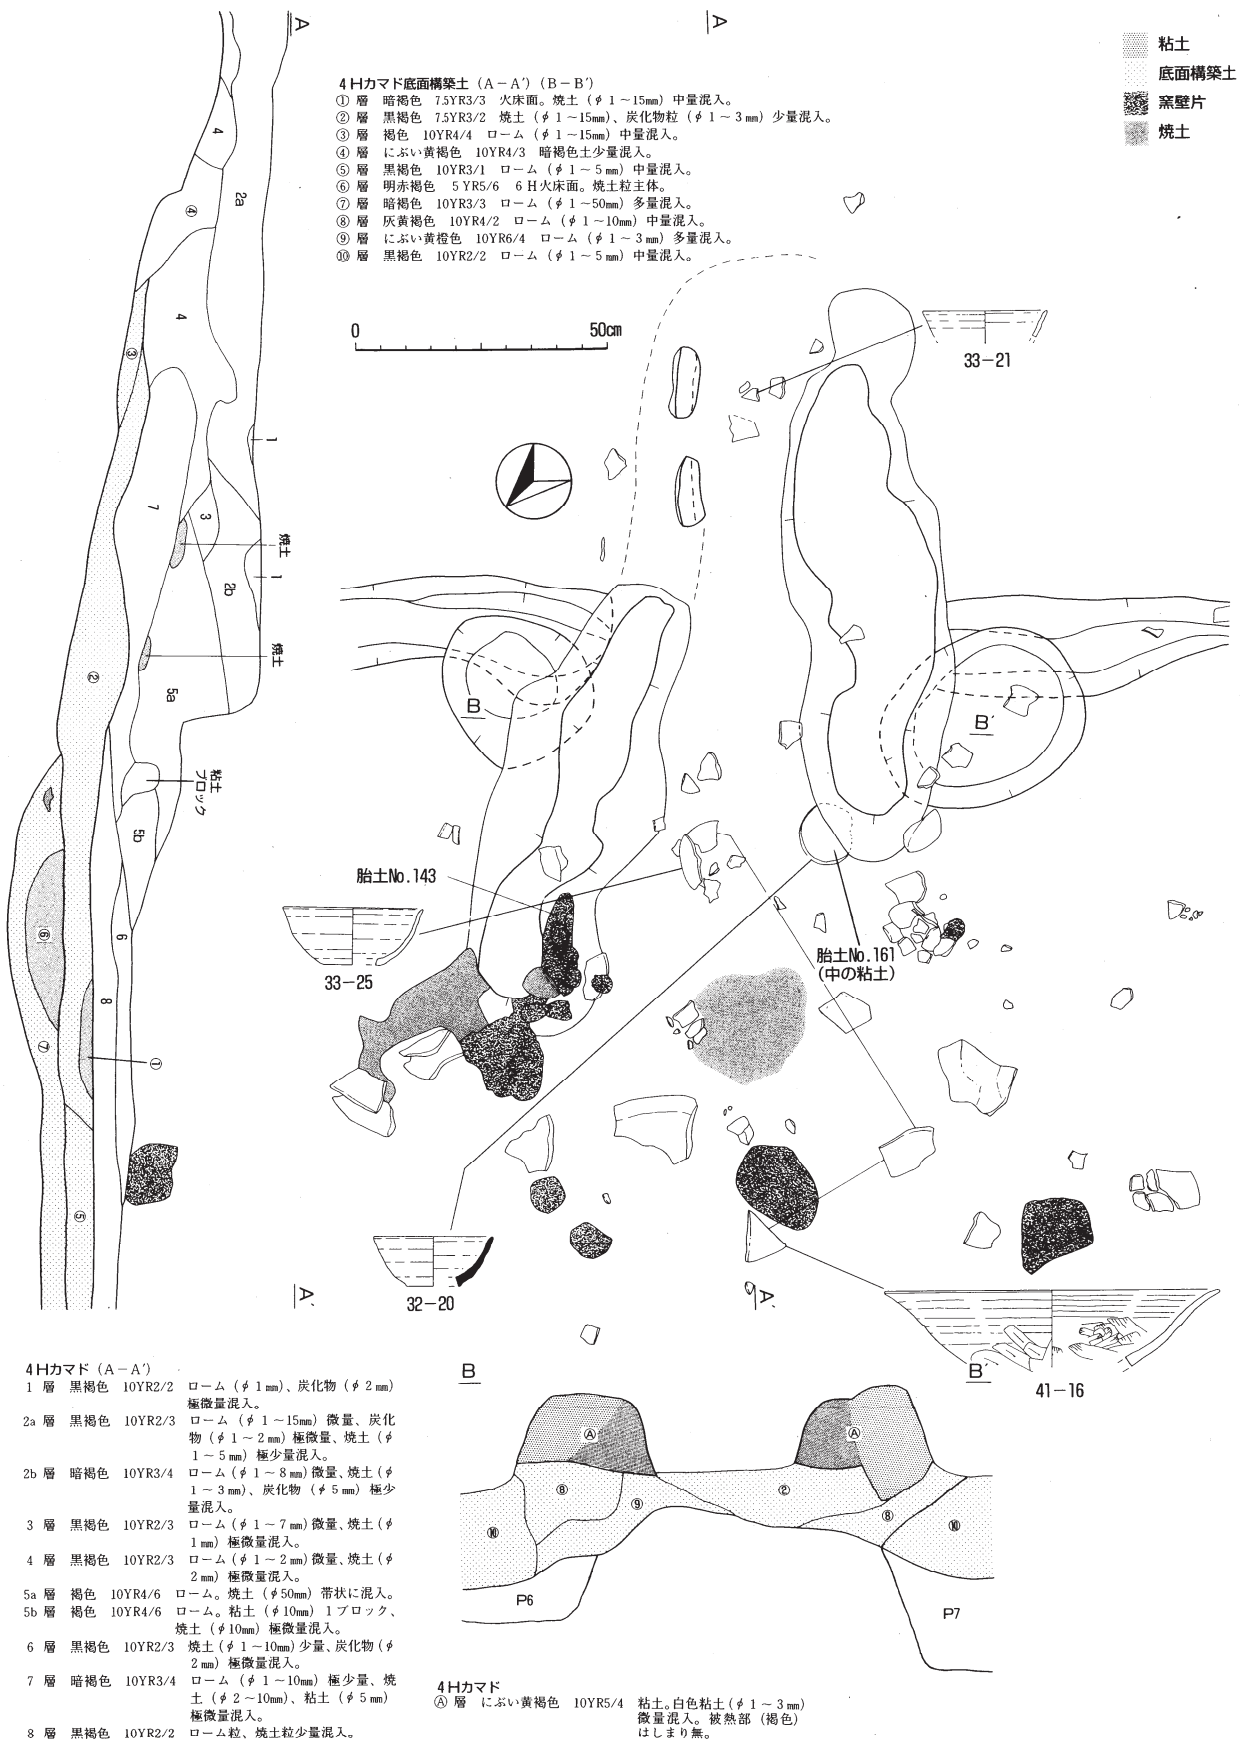 A
A
粘土
底面構築土
窯壁片
焼土
4Hカマド底面構築土(A-A′)(B-B′)
①層 暗褐色 7.5YR3/3 火床面。焼土(φ1~15㎜)中量混入。
②層 黒褐色 7.5YR3/2 焼土(φ1~15㎜)、炭化物粒(φ1~3㎜)少量混入。
③層 褐色 10YR4/4 ローム(φ1~15㎜)中量混入。
④層 にぶい黄褐色 10YR4/3 暗褐色土少量混入。
⑤層 黒褐色 10YR3/1 ローム(φ1~5㎜)中量混入。
⑥層 明赤褐色 5YR5/6 6H火床面。焼土粒主体。
⑦層 暗褐色 10YR3/3 ローム(φ1~50㎜)多量混入。
⑧層 灰黄褐色 10YR4/2 ローム(φ1~10㎜)中量混入。
⑨層 にぶい黄橙色 10YR6/4 ローム(φ1~3㎜)多量混入。
⑩層 黒褐色 10YR2/2 ローム(φ1~5㎜)中量混入。
0 50cm
4
2a
④
4
③
1
7
3
焼土
1
2b
焼土
②
5a
粘土
ブロック
5b
⑥
6
8
⑦
①
⑤
A′
33-21
B
B′
胎土No.143
33-25
胎土No.161
(中の粘土)
32-20
A′
41-16
4Hカマド(A-A′)
1層 黒褐色 10YR2/2 ローム(φ1㎜)、炭化物(φ2㎜)
極微量混入。
2a層 黒褐色 10YR2/3 ローム(φ1~15㎜)微量、炭化
物(φ1~2㎜)極微量、焼土(φ
1~5㎜)極少量混入。
2b層 暗褐色 10YR3/4 ローム(φ1~8㎜)微量、焼土(φ
1~3㎜)、炭化物(φ5㎜)極少
量混入。
3層 黒褐色 10YR2/3 ローム(φ1~7㎜)微量、焼土(φ
1㎜)極微量混入。
4層 黒褐色 10YR2/3 ローム(φ1~2㎜)微量、焼土(φ
2㎜)極微量混入。
5a層 褐色 10YR4/6 ローム。焼土(φ50㎜)帯状に混入。
5b層 褐色 10YR4/6 ローム。粘土(φ10㎜)1ブロック、
焼土(φ10㎜)極微量混入。
6層 黒褐色 10YR2/3 焼土(φ1~10㎜)少量、炭化物(φ
2㎜)極微量混入。
7層 暗褐色 10YR3/4 ローム(φ1~10㎜)極少量、焼
土(φ2~10㎜)、粘土(φ5㎜)
極微量混入。
8層 黒褐色 10YR2/2 ローム粒、焼土粒少量混入。
B
B′
Ⓐ
Ⓐ
⑧
⑨
②
⑧
⑩
⑩
P6
P7
4Hカマド
Ⓐ層 にぶい黄褐色 10YR5/4 粘土。白色粘土(φ1~3㎜)
微量混入。被熱部(褐色)
はしまり無。